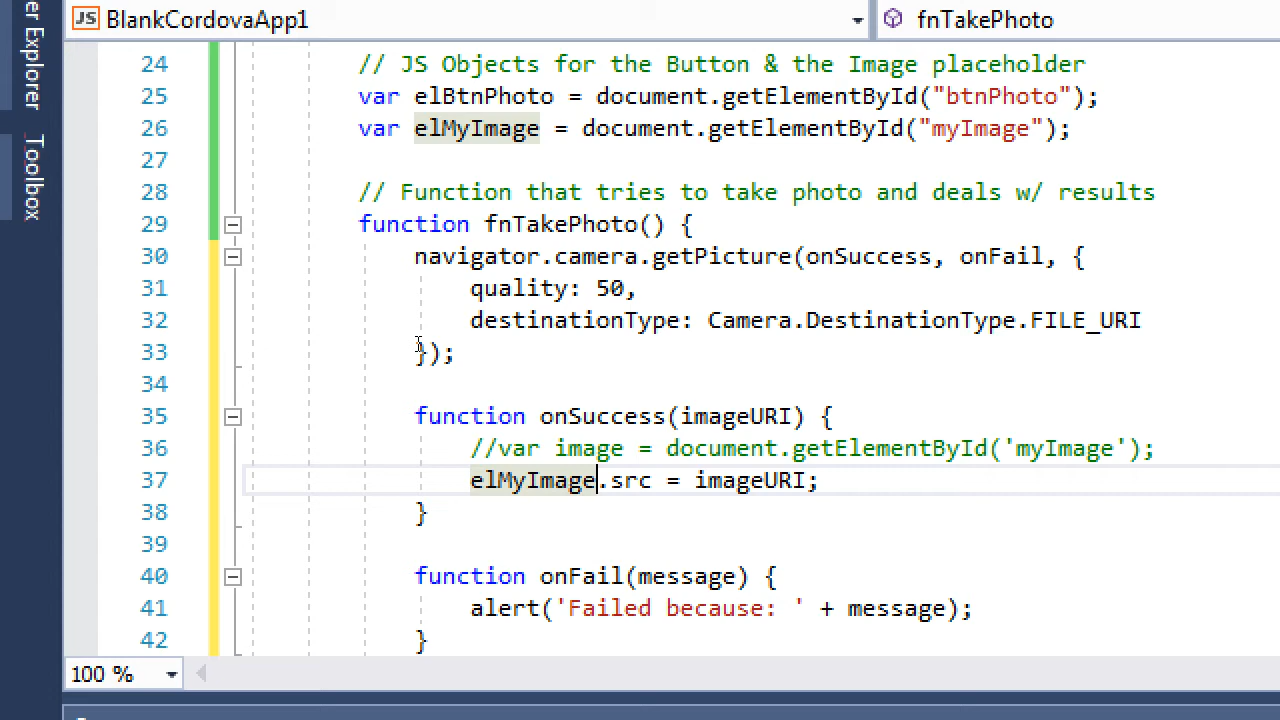 JS BlankCordovaApp1
fnTakePhoto
er Explorer
Toolbox
24 // JS Objects for the Button & the Image placeholder
25 var elBtnPhoto = document.getElementById("btnPhoto");
26 var elMyImage = document.getElementById("myImage");
27
28 // Function that tries to take photo and deals w/ results
29 function fnTakePhoto() {
30 navigator.camera.getPicture(onSuccess, onFail, {
31 quality: 50,
32 destinationType: Camera.DestinationType.FILE_URI
33 });
34
35 function onSuccess(imageURI) {
36 //var image = document.getElementById('myImage');
37 elMyImage.src = imageURI;
38 }
39
40 function onFail(message) {
41 alert('Failed because: ' + message);
42 }
100 %